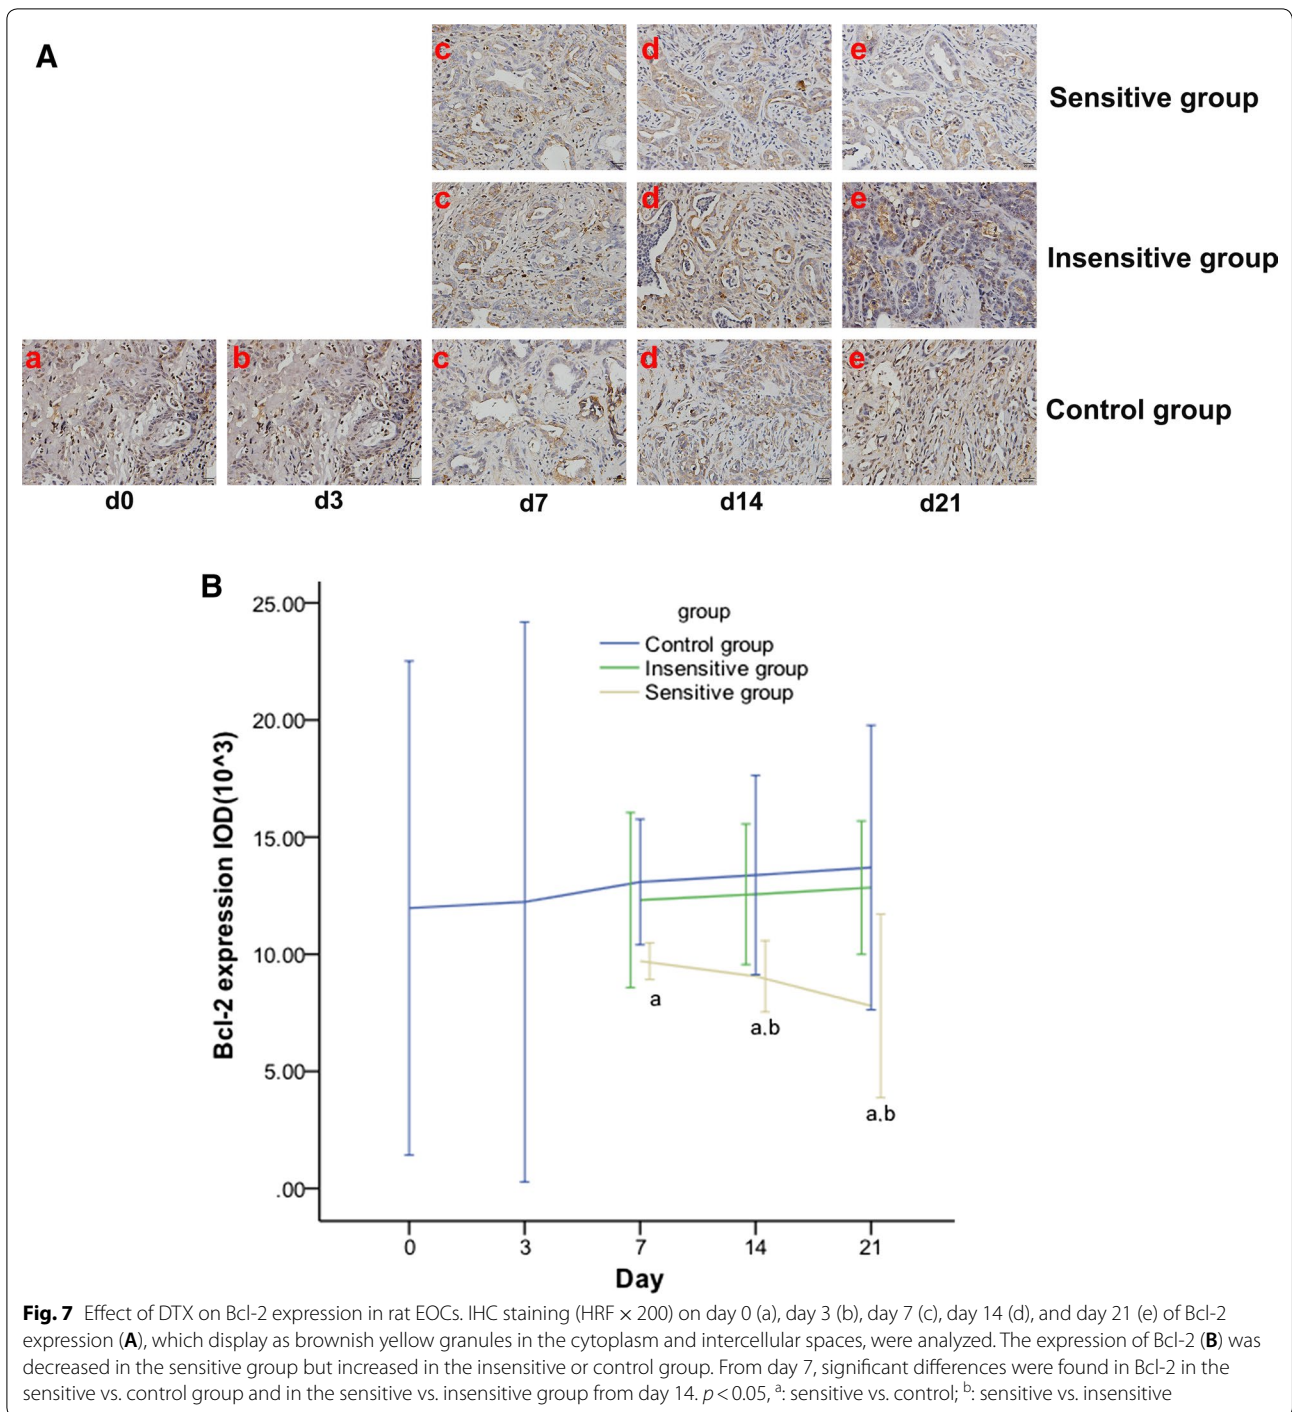 A
c
d
e
Sensitive group
c
d
e
Insensitive group
a
b
c
d
e
Control group
d0
d3
d7
d14
d21
B
25.00
20.00
15.00
10.00
5.00
.00
Bcl-2 expression IOD(10^3)
group
Control group
Insensitive group
Sensitive group
a
a.b
a.b
0
3
7
14
21
Day
Fig. 7 Effect of DTX on Bcl-2 expression in rat EOCs. IHC staining (HRF × 200) on day 0 (a), day 3 (b), day 7 (c), day 14 (d), and day 21 (e) of Bcl-2
expression (A), which display as brownish yellow granules in the cytoplasm and intercellular spaces, were analyzed. The expression of Bcl-2 (B) was
decreased in the sensitive group but increased in the insensitive or control group. From day 7, significant differences were found in Bcl-2 in the
sensitive vs. control group and in the sensitive vs. insensitive group from day 14. p < 0.05, a: sensitive vs. control; b: sensitive vs. insensitive